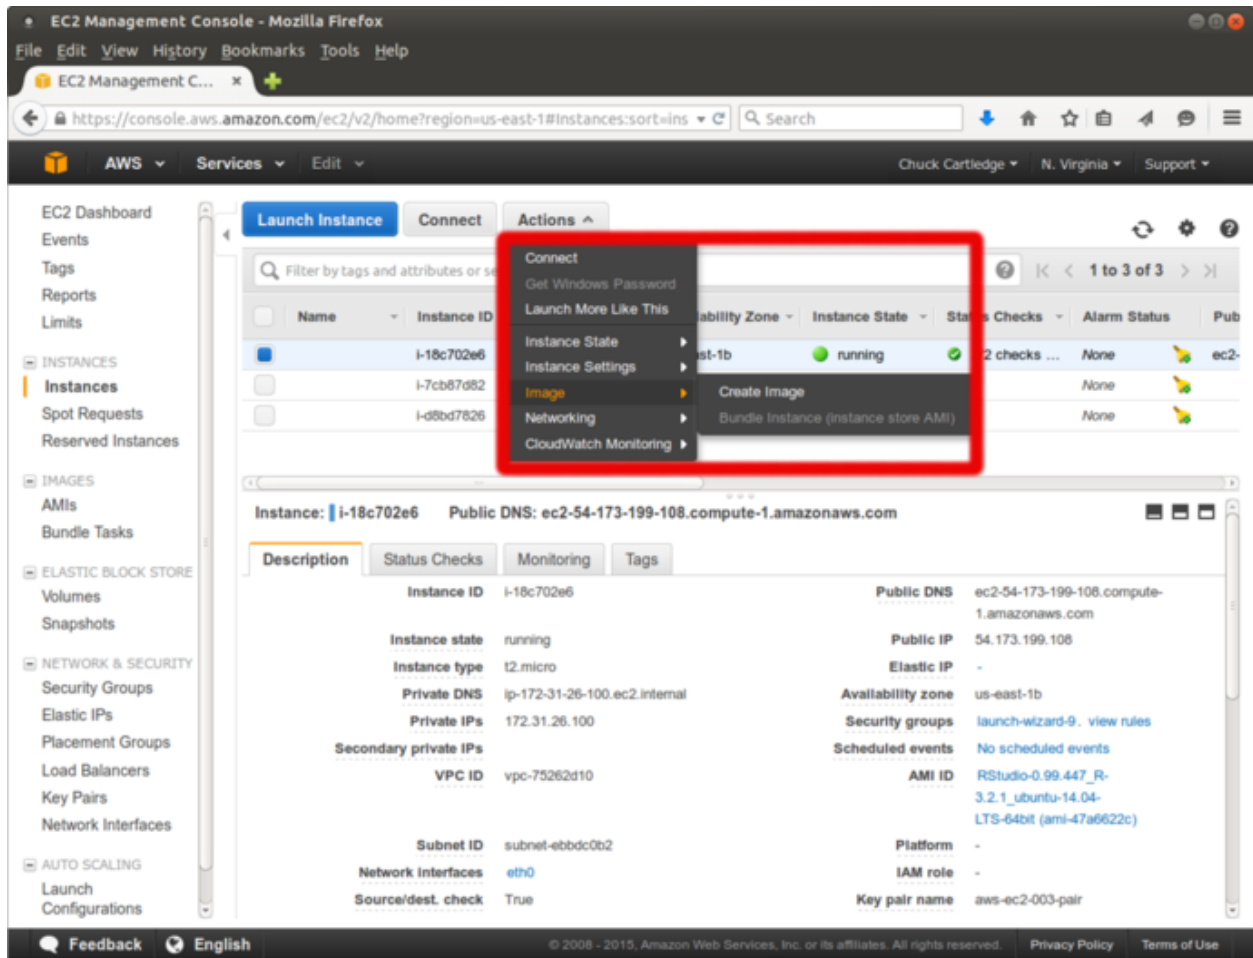 EC2 Management Console - Mozilla Firefox
File Edit View History Bookmarks Tools Help
EC2 Management C...
https://console.aws.amazon.com/ec2/v2/home?region=us-east-1#Instances:sort=ins
Search
AWS Services Edit Chuck Cartledge N. Virginia Support
EC2 Dashboard
Events
Tags
Reports
Limits
INSTANCES
Instances
Spot Requests
Reserved Instances
IMAGES
AMIs
Bundle Tasks
ELASTIC BLOCK STORE
Volumes
Snapshots
NETWORK & SECURITY
Security Groups
Elastic IPs
Placement Groups
Load Balancers
Key Pairs
Network Interfaces
AUTO SCALING
Launch
Configurations
Launch Instance Connect Actions
Filter by tags and attributes or se
1 to 3 of 3
Connect
Get Windows Password
Launch More Like This
Instance State
Instance Settings
Image
Networking
CloudWatch Monitoring
Create Image
Bundle Instance (instance store AMI)
Name Instance ID ability Zone Instance State Checks Alarm Status Pub
i-18c702e6 st-1b running 2 checks ... None ec2-
i-7cb87d82 None
i-d8bd7826 None
Instance: i-18c702e6 Public DNS: ec2-54-173-199-108.compute-1.amazonaws.com
Description Status Checks Monitoring Tags
Instance ID i-18c702e6
Instance state running
Instance type t2.micro
Private DNS ip-172-31-26-100.ec2.internal
Private IPs 172.31.26.100
Secondary private IPs
VPC ID vpc-75262d10
Subnet ID subnet-ebbdc0b2
Network interfaces eth0
Source/dest. check True
Public DNS ec2-54-173-199-108.compute-
1.amazonaws.com
Public IP 54.173.199.108
Elastic IP -
Availability zone us-east-1b
Security groups launch-wizard-9. view rules
Scheduled events No scheduled events
AMI ID RStudio-0.99.447_R-
3.2.1_ubuntu-14.04-
LTS-64bit (ami-47a6622c)
Platform -
IAM role -
Key pair name aws-ec2-003-pair
Feedback English © 2008 - 2015, Amazon Web Services, Inc. or its affiliates. All rights reserved. Privacy Policy Terms of Use